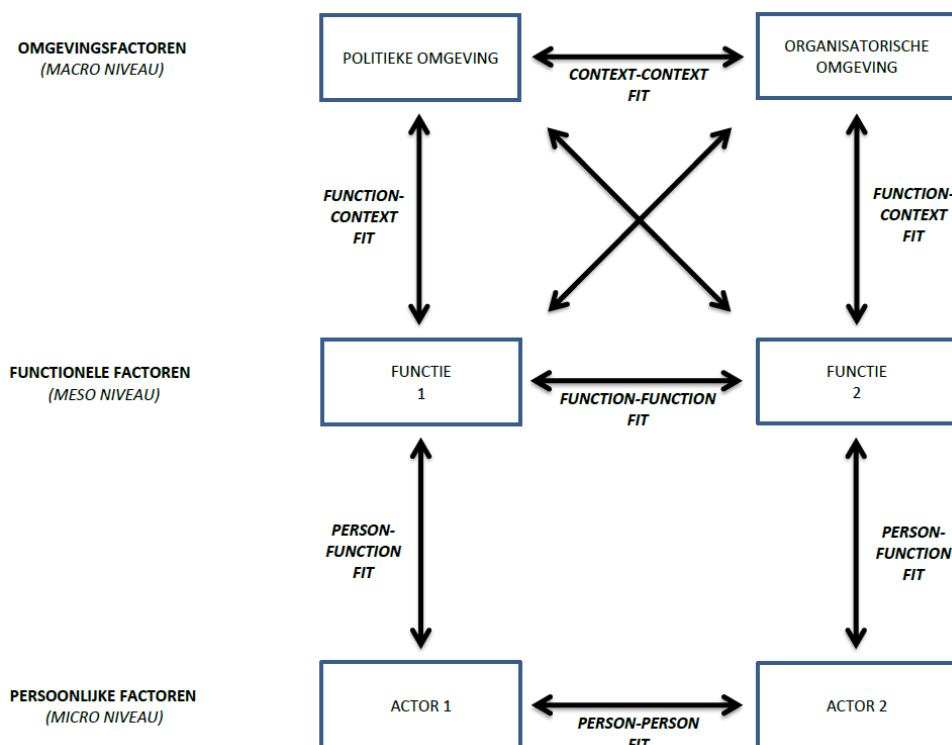 OMGEVINGSFACTOREN
(MACRO NIVEAU)
POLITIEKE OMGEVING
CONTEXT-CONTEXT
FIT
ORGANISATORISCHE
OMGEVING
FUNCTION-
CONTEXT
FIT
FUNCTION-
CONTEXT
FIT
FUNCTIONELE FACTOREN
(MESO NIVEAU)
FUNCTIE
1
FUNCTION-FUNCTION
FIT
FUNCTIE
2
PERSON-
FUNCTION
FIT
PERSON-
FUNCTION
FIT
PERSOONLIJKE FACTOREN
(MICRO NIVEAU)
ACTOR 1
PERSON-PERSON
FIT
ACTOR 2